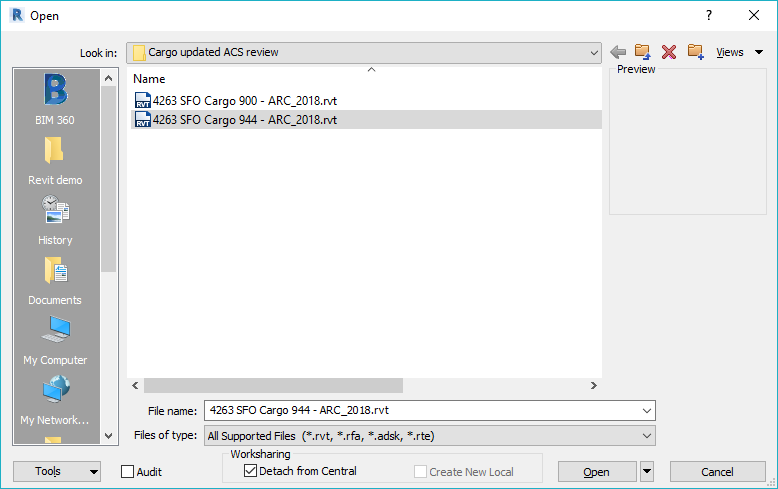 Open
?
Look in:
Cargo updated ACS review
Views
Name
Preview
4263 SFO Cargo 900 - ARC_2018.rvt
4263 SFO Cargo 944 - ARC_2018.rvt
BIM 360
Revit demo
History
Documents
My Computer
My Network...
File name:
4263 SFO Cargo 944 - ARC_2018.rvt
Files of type:
All Supported Files (*.rvt, *.rfa, *.adsk, *.rte)
Worksharing
Tools
Audit
Detach from Central
Create New Local
Open
Cancel